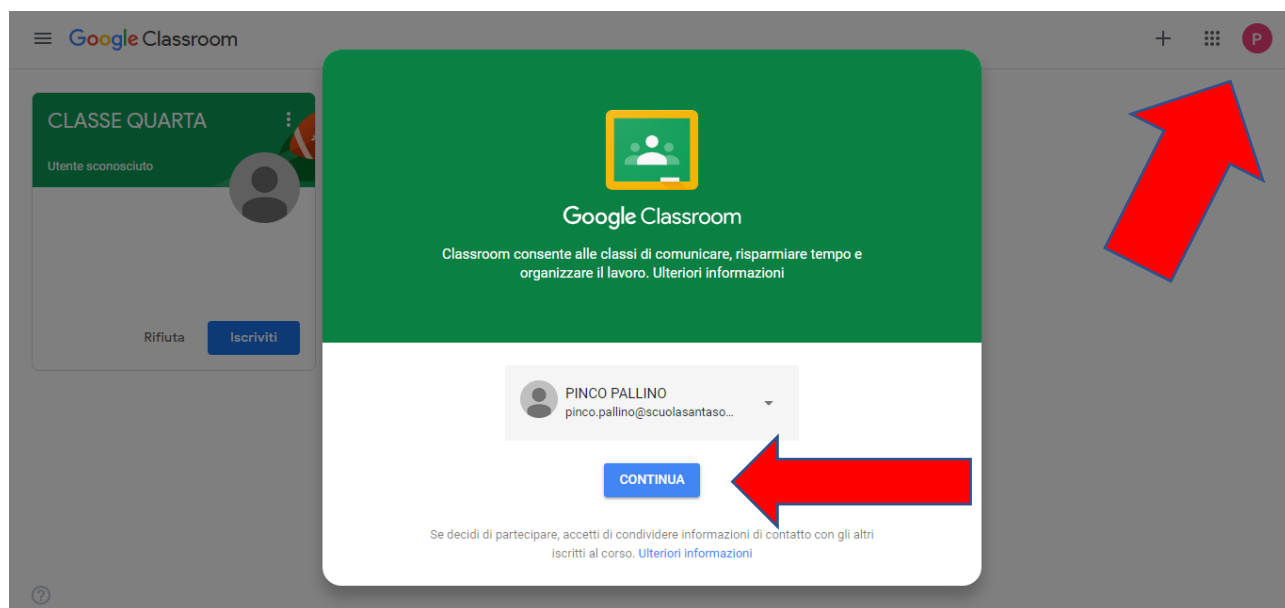 Google Classroom
P
CLASSE QUARTA
Utente sconosciuto
Rifiuta
Iscriviti
Google Classroom
Classroom consente alle classi di comunicare, risparmiare tempo e
organizzare il lavoro. Ulteriori informazioni
PINCO PALLINO
pinco.pallino@scuolasantaso...
CONTINUA
Se decidi di partecipare, accetti di condividere informazioni di contatto con gli altri
iscritti al corso. Ulteriori informazioni
?